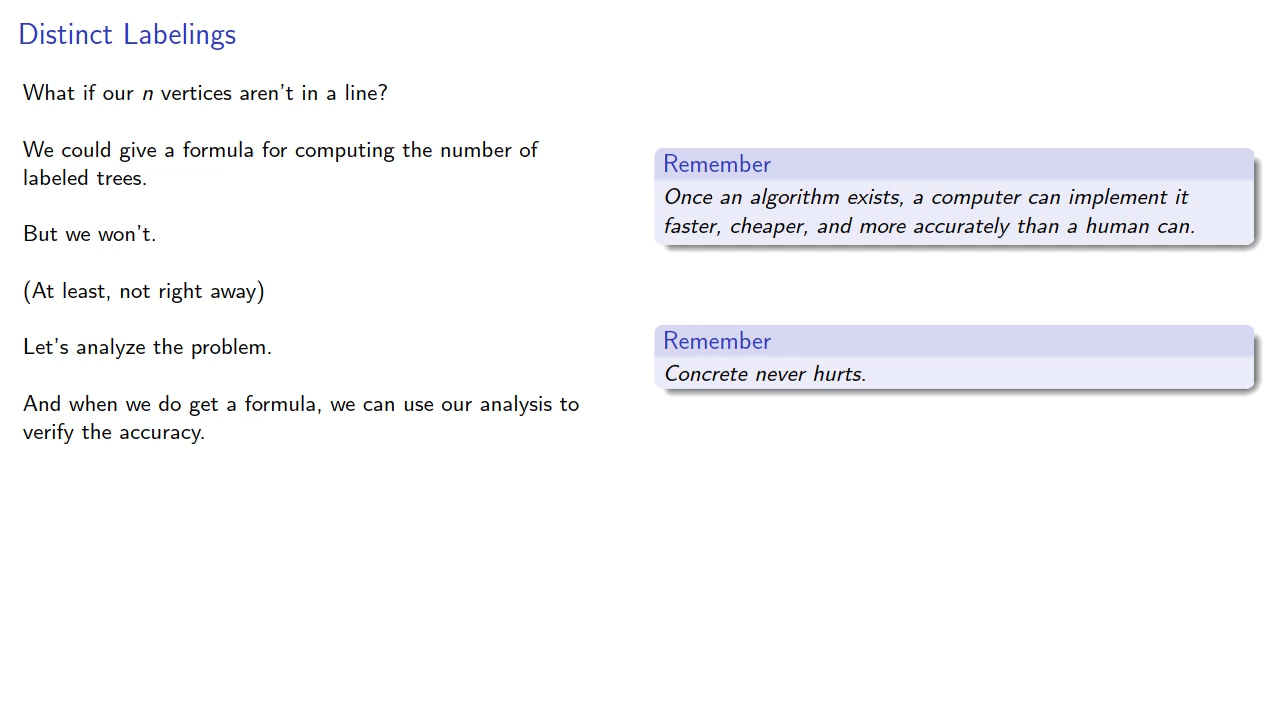 Distinct Labelings
What if our n vertices aren't in a line?
We could give a formula for computing the number of
labeled trees.
But we won't.
(At least, not right away)
Let's analyze the problem.
And when we do get a formula, we can use our analysis to
verify the accuracy.
Remember
Once an algorithm exists, a computer can implement it
faster, cheaper, and more accurately than a human can.
Remember
Concrete never hurts.